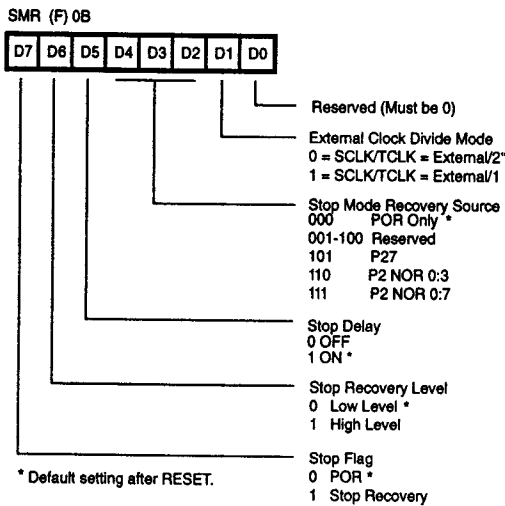 SMR (F) 0B
D7 D6 D5 D4 D3 D2 D1 D0
Reserved (Must be 0)
External Clock Divide Mode
0 = SCLK/TCLK = External/2*
1 = SCLK/TCLK = External/1
Stop Mode Recovery Source
000 POR Only *
001-100 Reserved
101 P27
110 P2 NOR 0:3
111 P2 NOR 0:7
Stop Delay
0 OFF
1 ON *
Stop Recovery Level
0 Low Level *
1 High Level
Stop Flag
0 POR *
1 Stop Recovery
* Default setting after RESET.